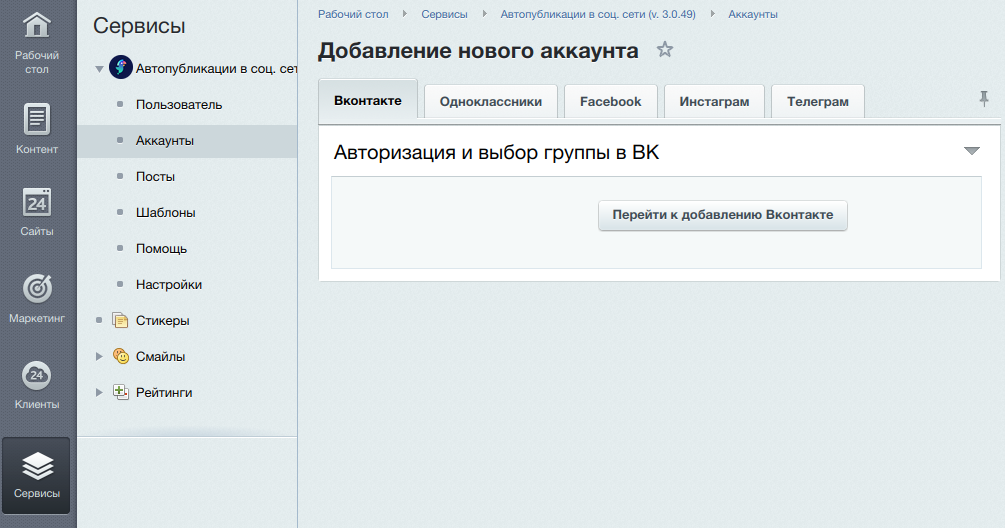 Рабочий
стол
Контент
24
Сайты
Маркетинг
24
Клиенты
Сервисы
Сервисы
Автопубликации в соц. сет
Пользователь
Аккаунты
Посты
Шаблоны
Помощь
Настройки
Стикеры
Смайлы
Рейтинги
Рабочий стол Сервисы Автопубликации в соц. сети (v. 3.0.49) Аккаунты
Добавление нового аккаунта
Вконтакте Одноклассники Facebook Инстаграм Телеграм
Авторизация и выбор группы в ВК
Перейти к добавлению Вконтакте